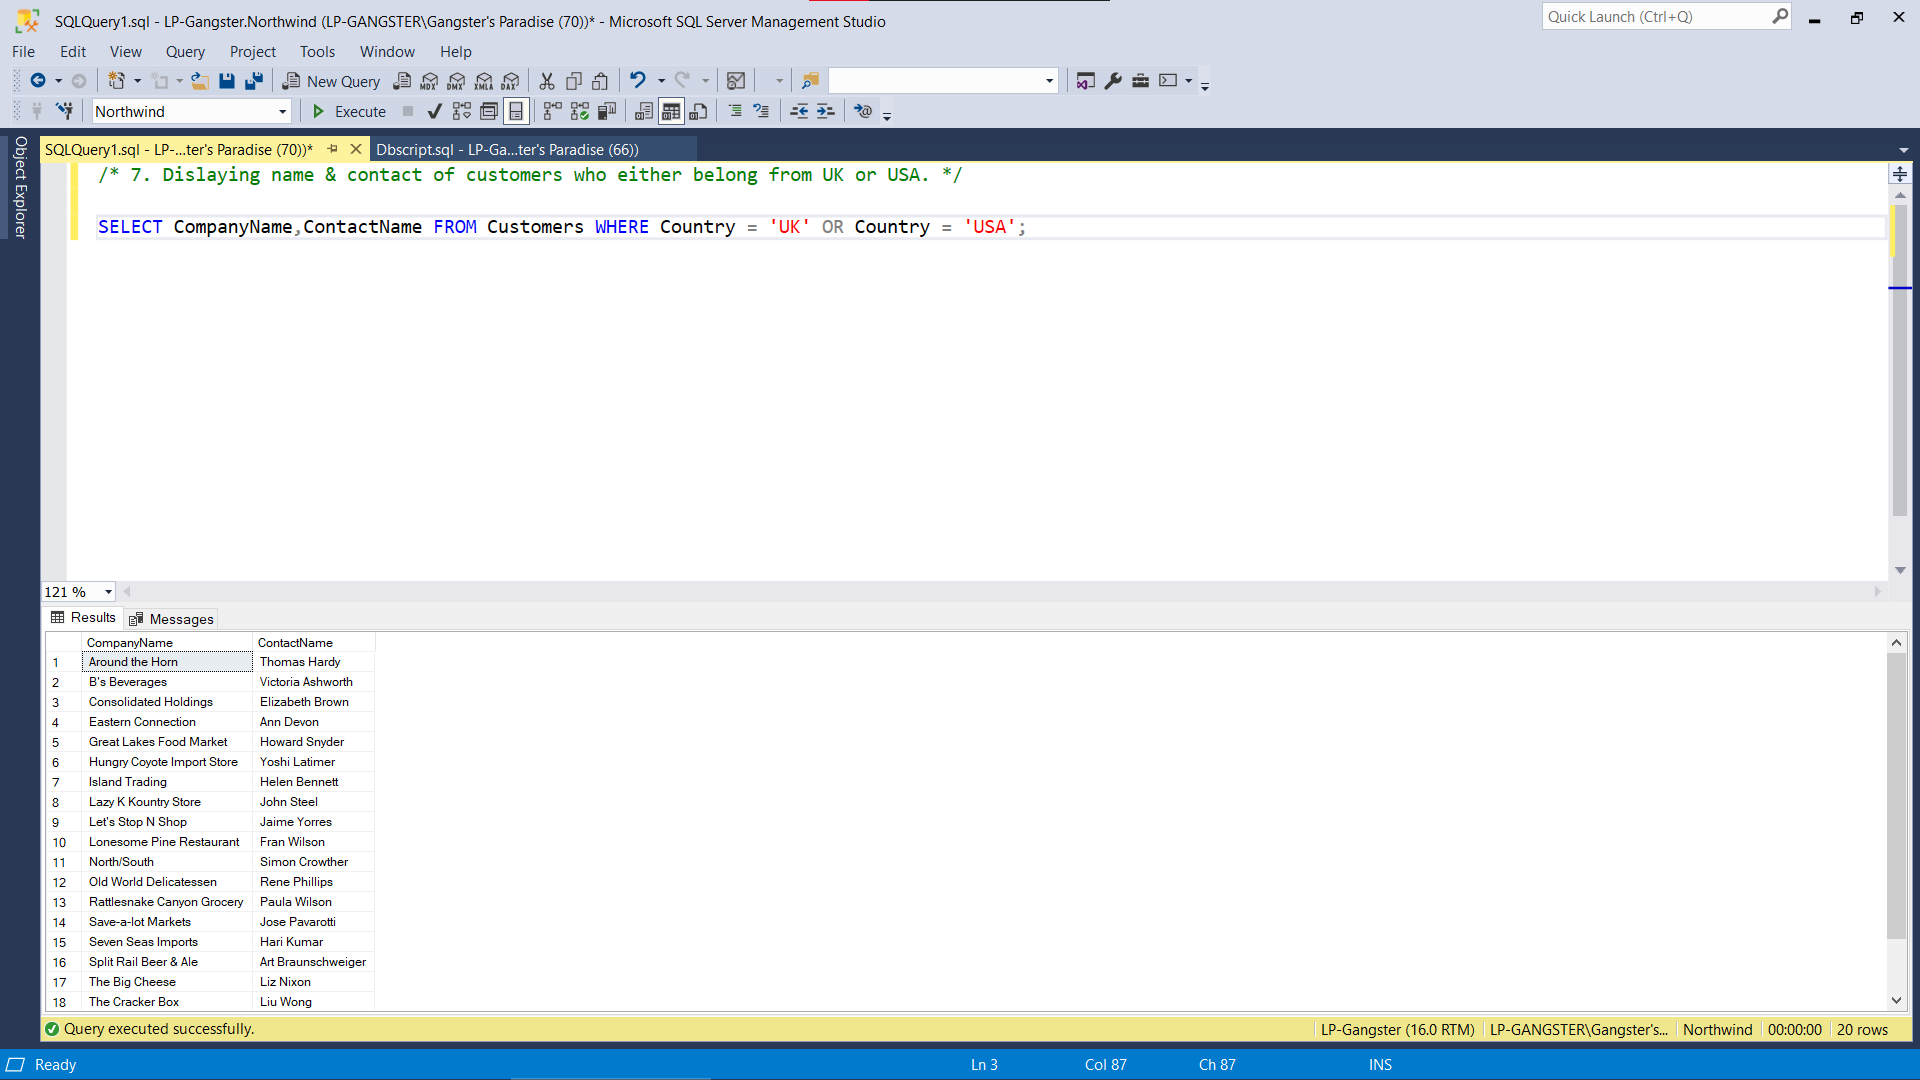 SQLQuery1.sql - LP-Gangster.Northwind (LP-GANGSTER\Gangster's Paradise (70))* - Microsoft SQL Server Management Studio
Quick Launch (Ctrl+Q)
File Edit View Query Project Tools Window Help
New Query MDX DMX XMLA DAX
Northwind Execute
Object Explorer
SQLQuery1.sql - LP-...ter's Paradise (70))* Dbscript.sql - LP-Ga...ter's Paradise (66))
/* 7. Dislaying name & contact of customers who either belong from UK or USA. */
SELECT CompanyName,ContactName FROM Customers WHERE Country = 'UK' OR Country = 'USA';
121 %
Results Messages
CompanyName ContactName
1 Around the Horn Thomas Hardy
2 B's Beverages Victoria Ashworth
3 Consolidated Holdings Elizabeth Brown
4 Eastern Connection Ann Devon
5 Great Lakes Food Market Howard Snyder
6 Hungry Coyote Import Store Yoshi Latimer
7 Island Trading Helen Bennett
8 Lazy K Kountry Store John Steel
9 Let's Stop N Shop Jaime Yorres
10 Lonesome Pine Restaurant Fran Wilson
11 North/South Simon Crowther
12 Old World Delicatessen Rene Phillips
13 Rattlesnake Canyon Grocery Paula Wilson
14 Save-a-lot Markets Jose Pavarotti
15 Seven Seas Imports Hari Kumar
16 Split Rail Beer & Ale Art Braunschweiger
17 The Big Cheese Liz Nixon
18 The Cracker Box Liu Wong
Query executed successfully. LP-Gangster (16.0 RTM) LP-GANGSTER\Gangster's... Northwind 00:00:00 20 rows
Ready Ln 3 Col 87 Ch 87 INS